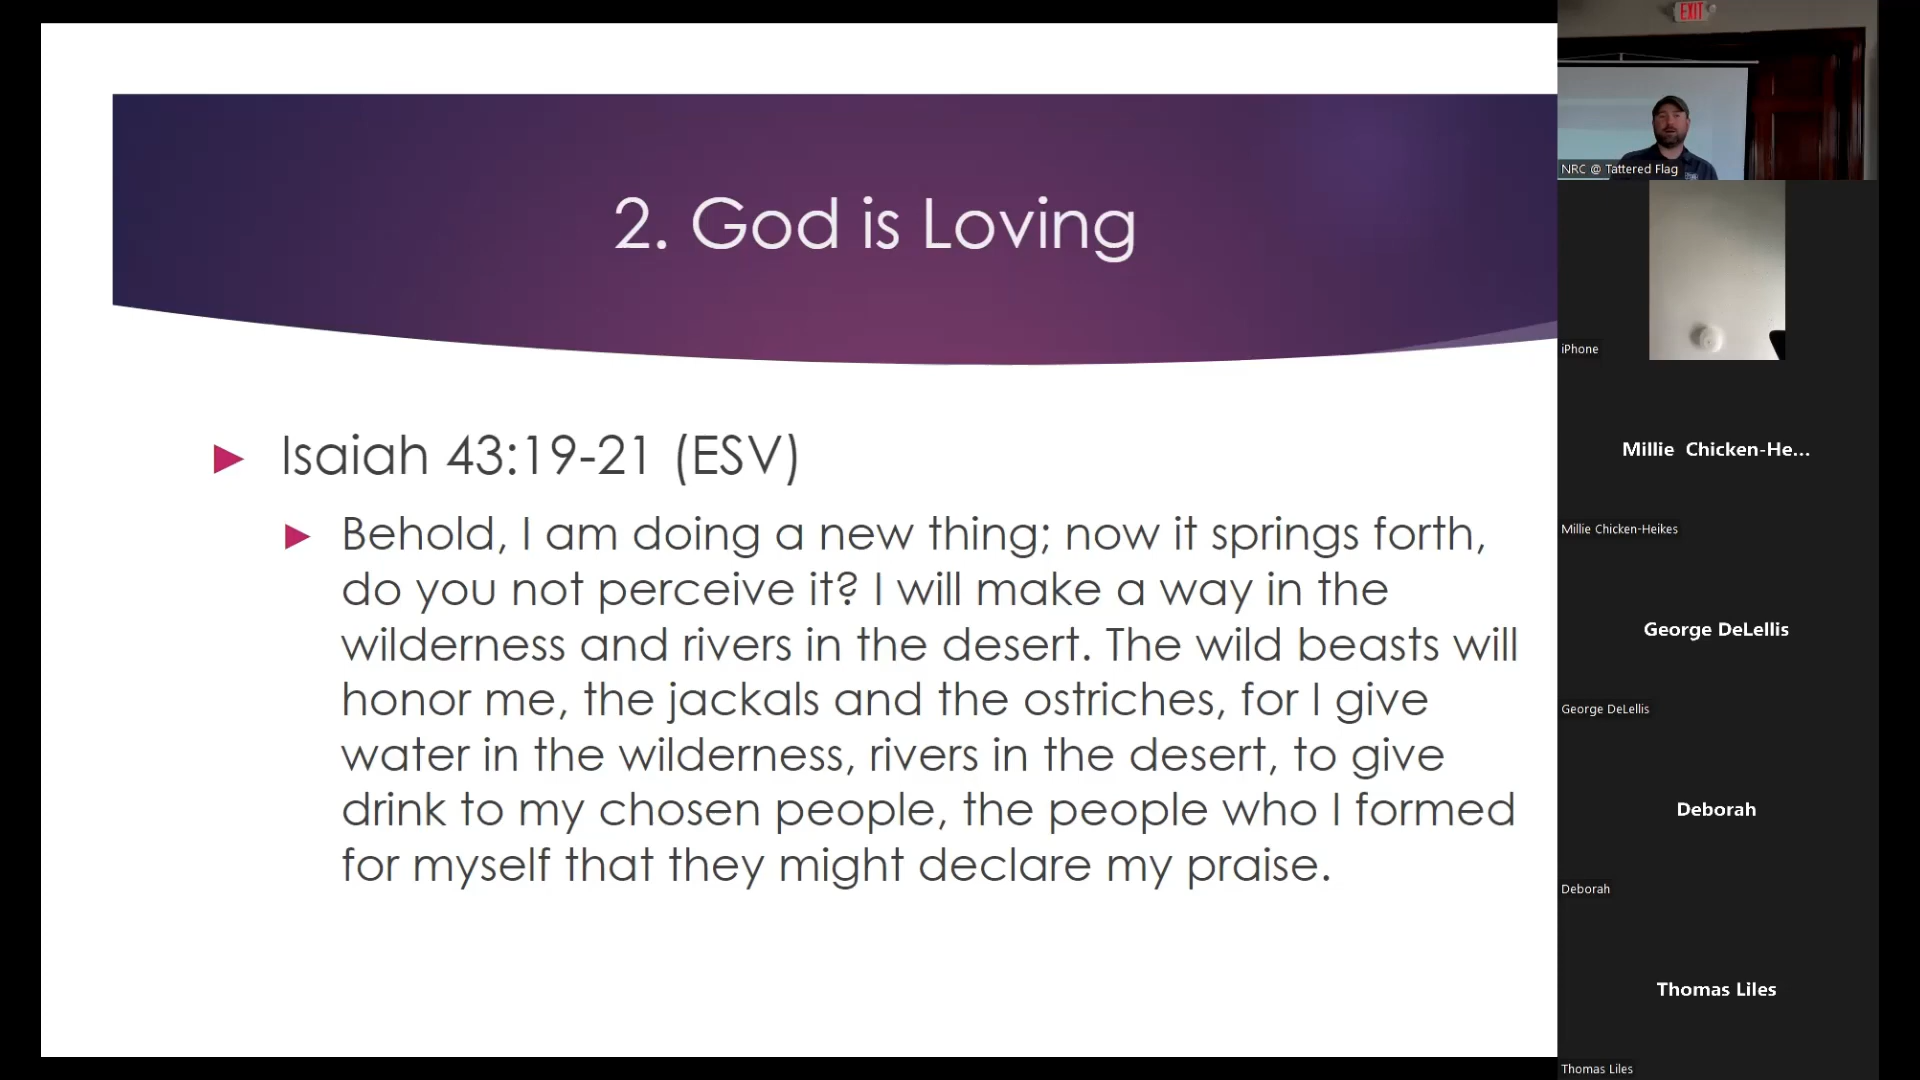 2. God is Loving
Isaiah 43:19-21 (ESV)
Behold, I am doing a new thing; now it springs forth,
do you not perceive it? I will make a way in the
wilderness and rivers in the desert. The wild beasts will
honor me, the jackals and the ostriches, for I give
water in the wilderness, rivers in the desert, to give
drink to my chosen people, the people who I formed
for myself that they might declare my praise.
EXIT
NRC @ Tattered Flag
iPhone
Millie Chicken-He...
Millie Chicken-Heikes
George DeLellis
George DeLellis
Deborah
Deborah
Thomas Liles
Thomas Liles